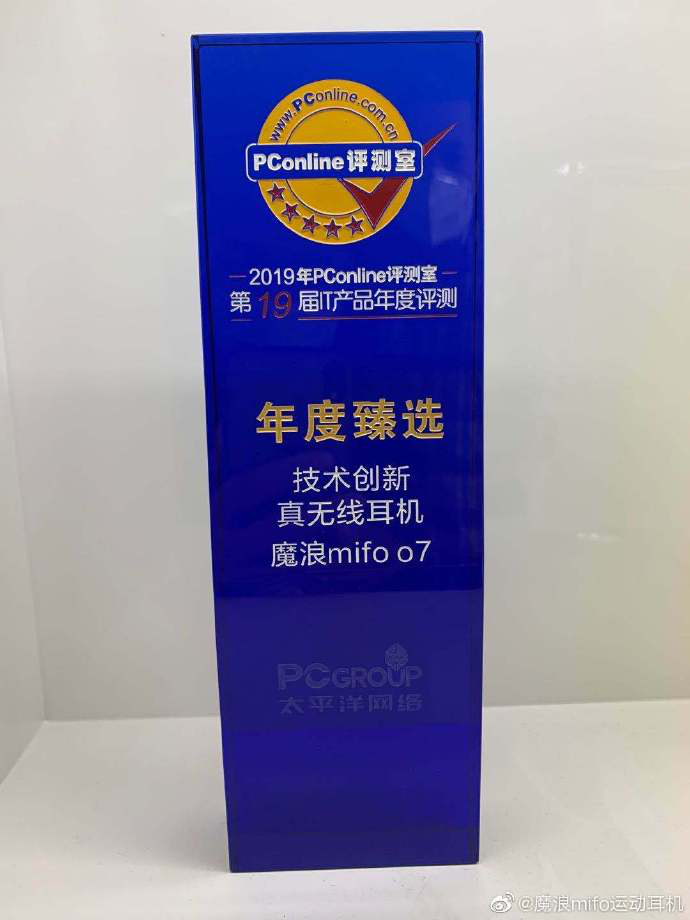 www.PConline.com.cn
PConline评测室
2019年PConline评测室
第19届IT产品年度评测
年度臻选
技术创新
真无线耳机
魔浪mifo o7
PCGROUP
太平洋网络
@魔浪mifo运动耳机